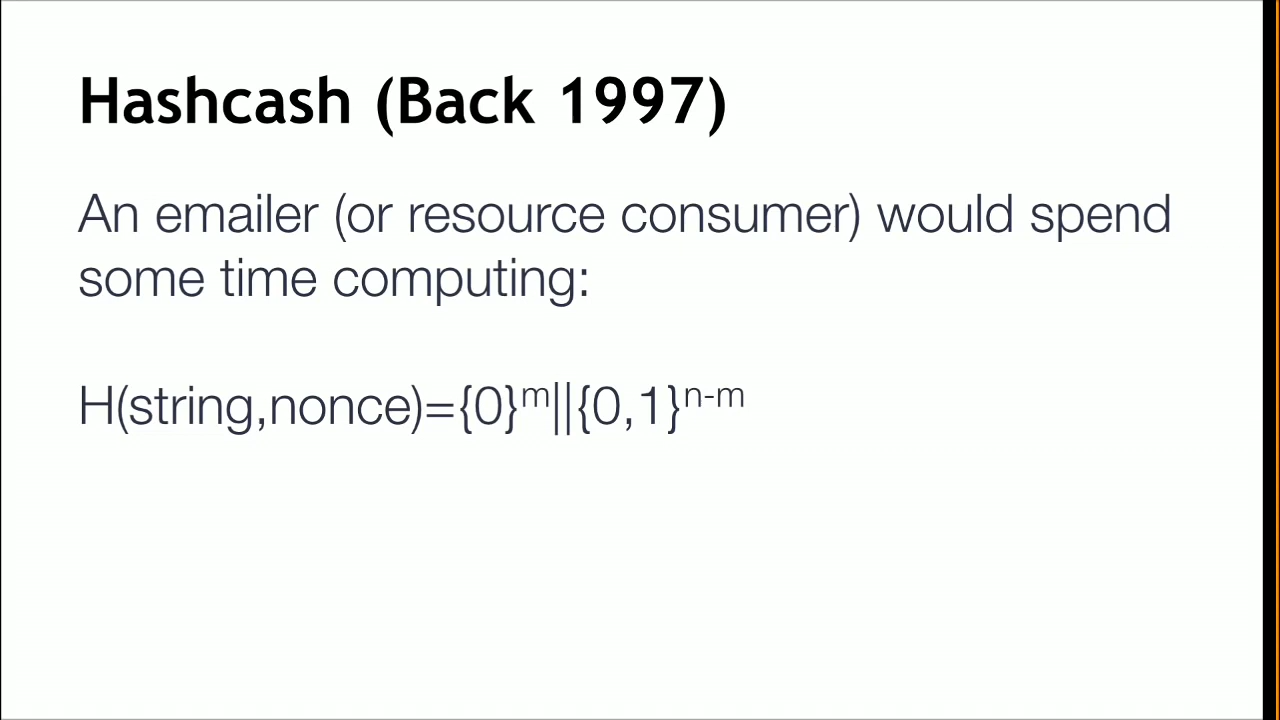 Hashcash (Back 1997)
An emailer (or resource consumer) would spend
some time computing:
H(string,nonce)={0}ᵐ||{0,1}ⁿ⁻ᵐ